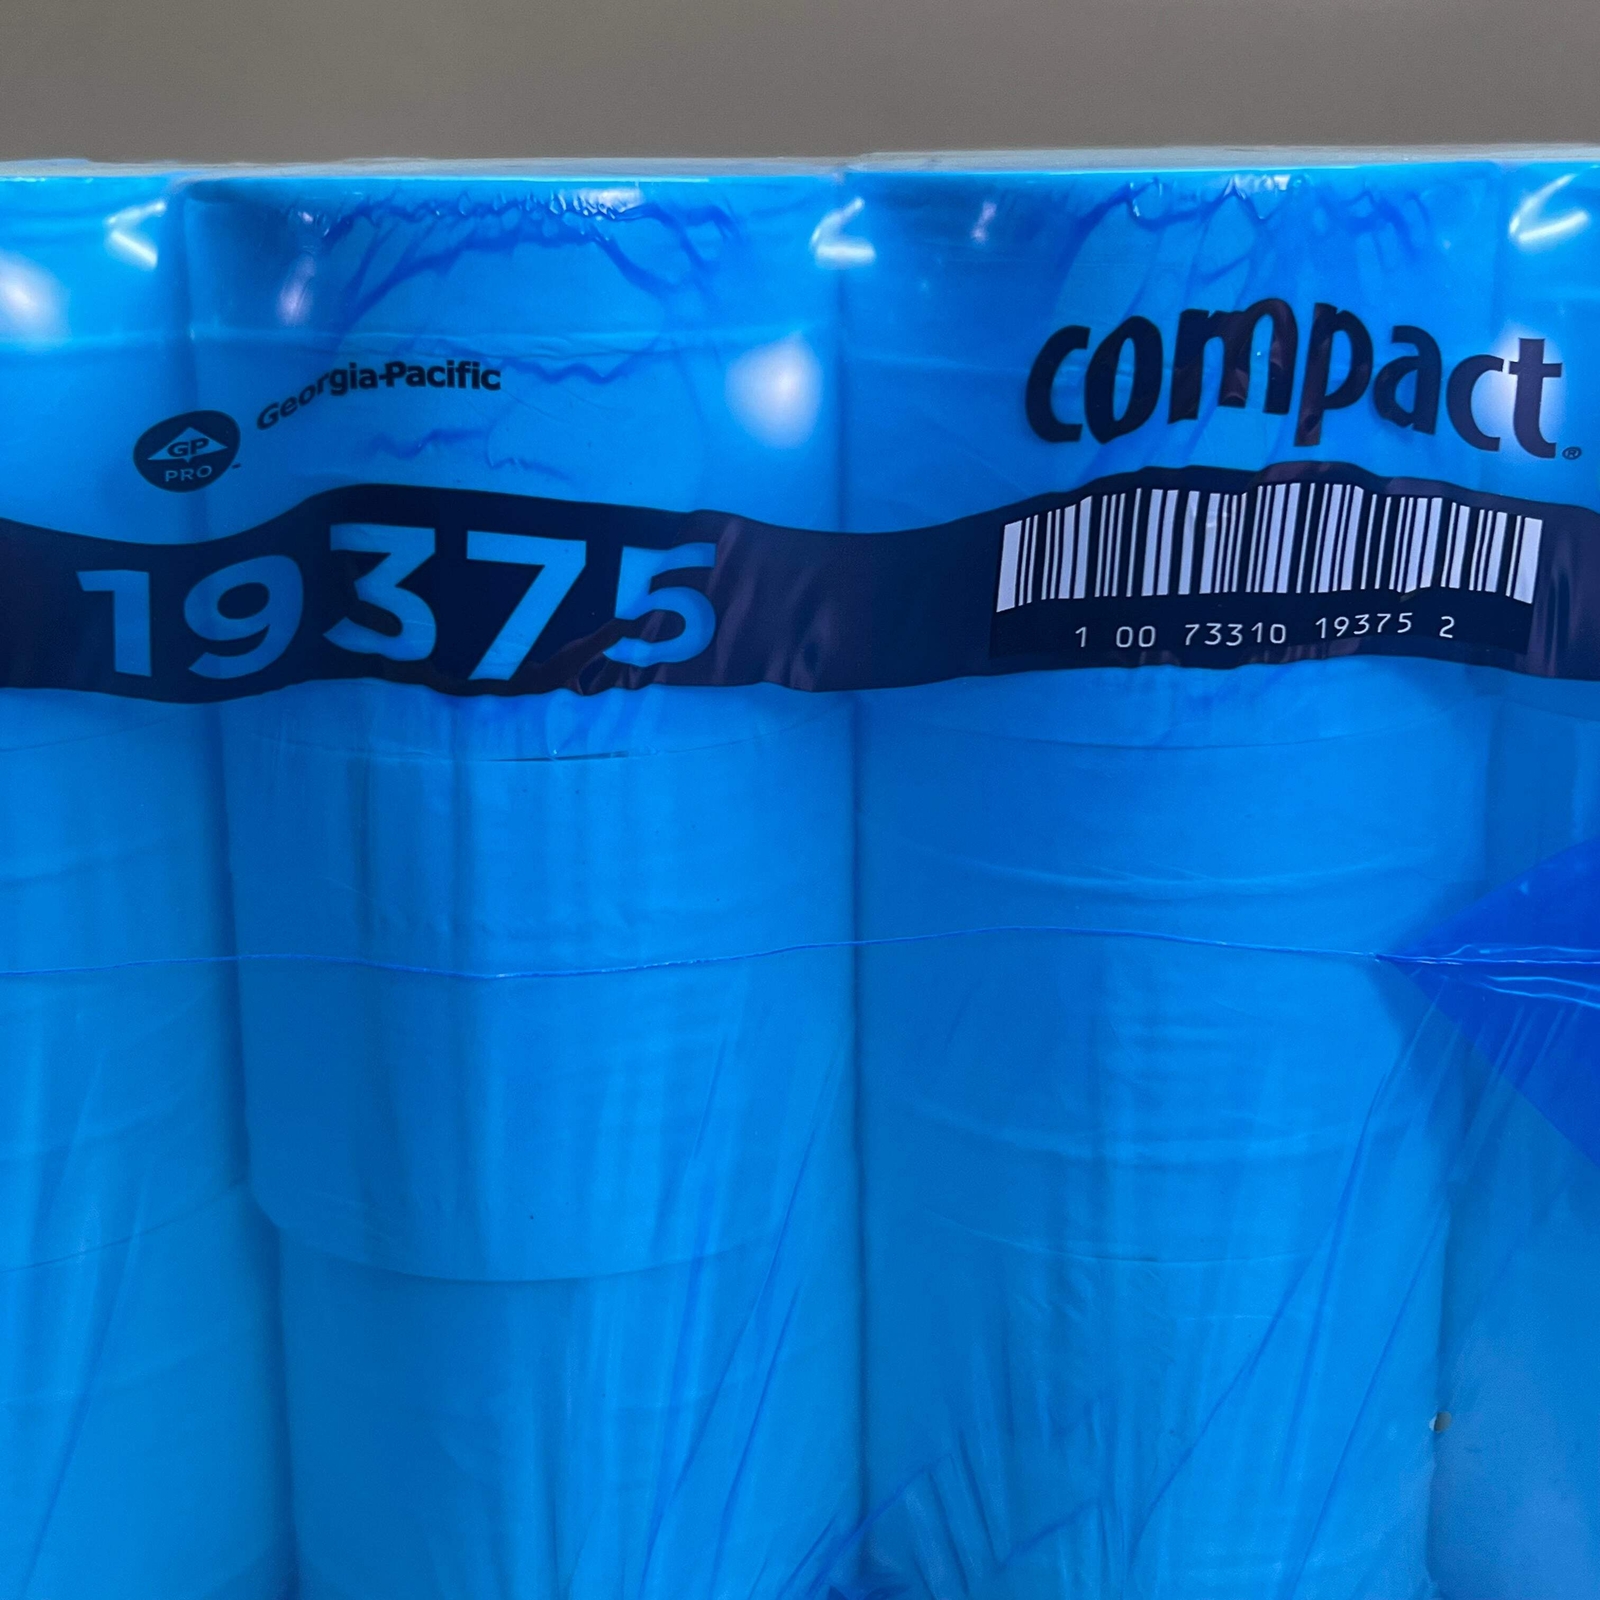 Georgia-Pacific
GP
PRO
compact®
19375
1 00 73310 19375 2